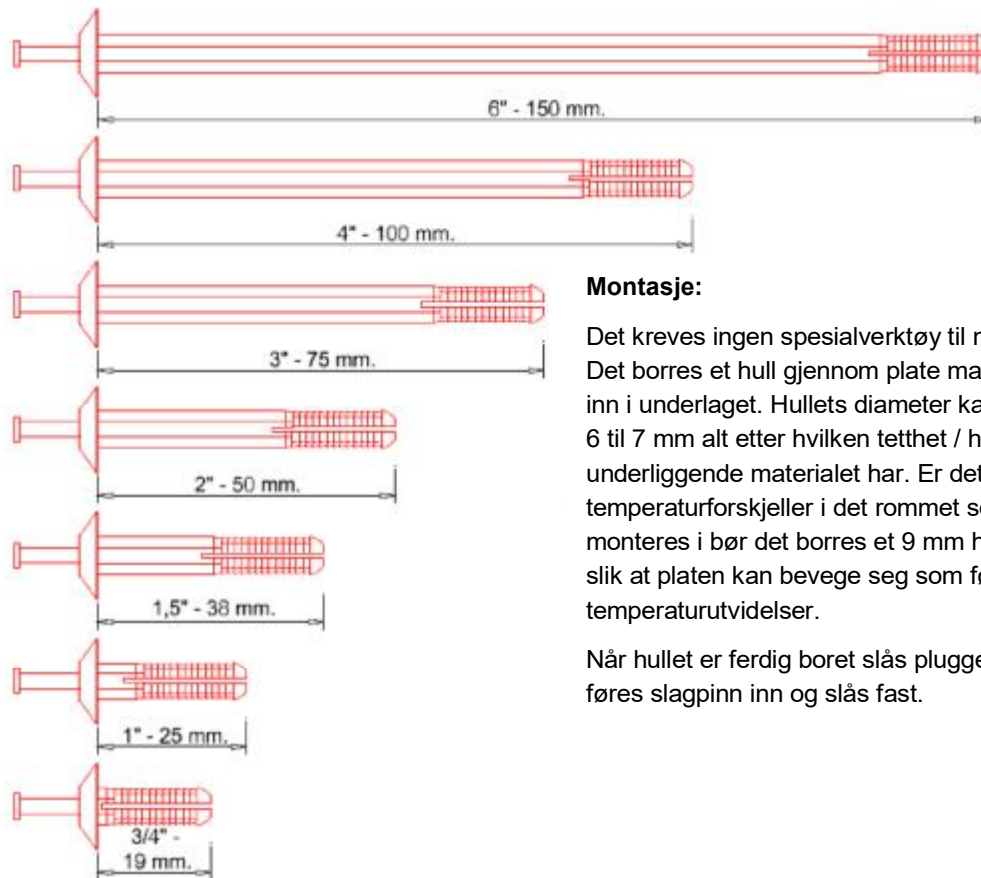 6" - 150 mm.
4" - 100 mm.
3" - 75 mm.
2" - 50 mm.
1,5" - 38 mm.
1" - 25 mm.
3/4" -
19 mm.
Montasje:
Det kreves ingen spesialverktøy til
Det borres et hull gjennom plate
inn i underlaget. Hullets diameter
6 til 7 mm alt etter hvilken tetthet /
underliggende materialet har. Er det
temperaturforskjeller i det rommet
monteres i bør det borres et 9 mm
slik at platen kan bevege seg som
temperaturutvidelser.
Når hullet er ferdig boret slås
føres slagpinn inn og slås fast.